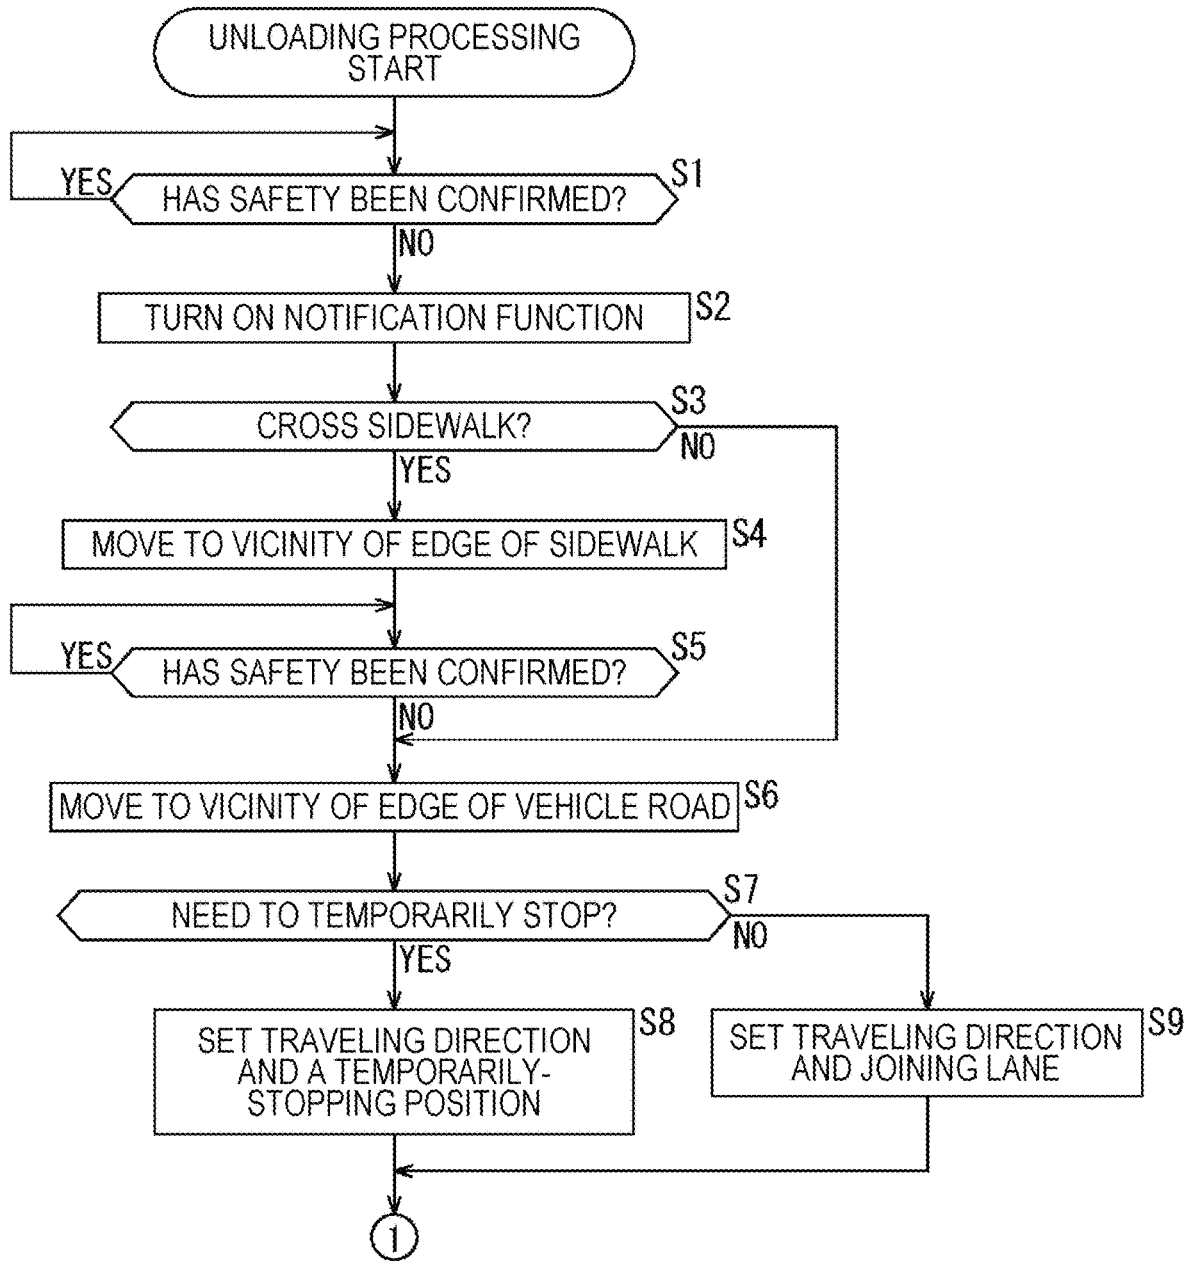 UNLOADING PROCESSING
START
YES
HAS SAFETY BEEN CONFIRMED?
S1
NO
TURN ON NOTIFICATION FUNCTION
S2
CROSS SIDEWALK?
S3
NO
YES
MOVE TO VICINITY OF EDGE OF SIDEWALK
S4
YES
HAS SAFETY BEEN CONFIRMED?
S5
NO
MOVE TO VICINITY OF EDGE OF VEHICLE ROAD
S6
NEED TO TEMPORARILY STOP?
S7
NO
YES
SET TRAVELING DIRECTION
AND A TEMPORARILY-
STOPPING POSITION
S8
SET TRAVELING DIRECTION
AND JOINING LANE
S9
1